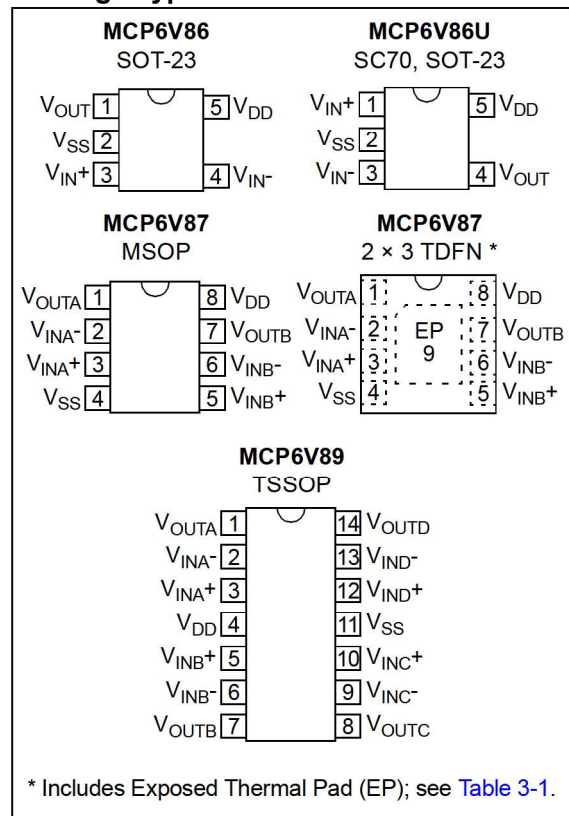 MCP6V86
SOT-23
VOUT 1
5 VDD
VSS 2
VIN+ 3
4 VIN-
MCP6V86U
SC70, SOT-23
VIN+ 1
5 VDD
VSS 2
VIN- 3
4 VOUT
MCP6V87
MSOP
VOUTA 1
8 VDD
VINA- 2
7 VOUTB
VINA+ 3
6 VINB-
VSS 4
5 VINB+
MCP6V87
2 × 3 TDFN *
VOUTA 1
8 VDD
VINA- 2
EP
7 VOUTB
VINA+ 3
9
6 VINB-
VSS 4
5 VINB+
MCP6V89
TSSOP
VOUTA 1
14 VOUTD
VINA- 2
13 VIND-
VINA+ 3
12 VIND+
VDD 4
11 VSS
VINB+ 5
10 VINC+
VINB- 6
9 VINC-
VOUTB 7
8 VOUTC
* Includes Exposed Thermal Pad (EP); see Table 3-1.